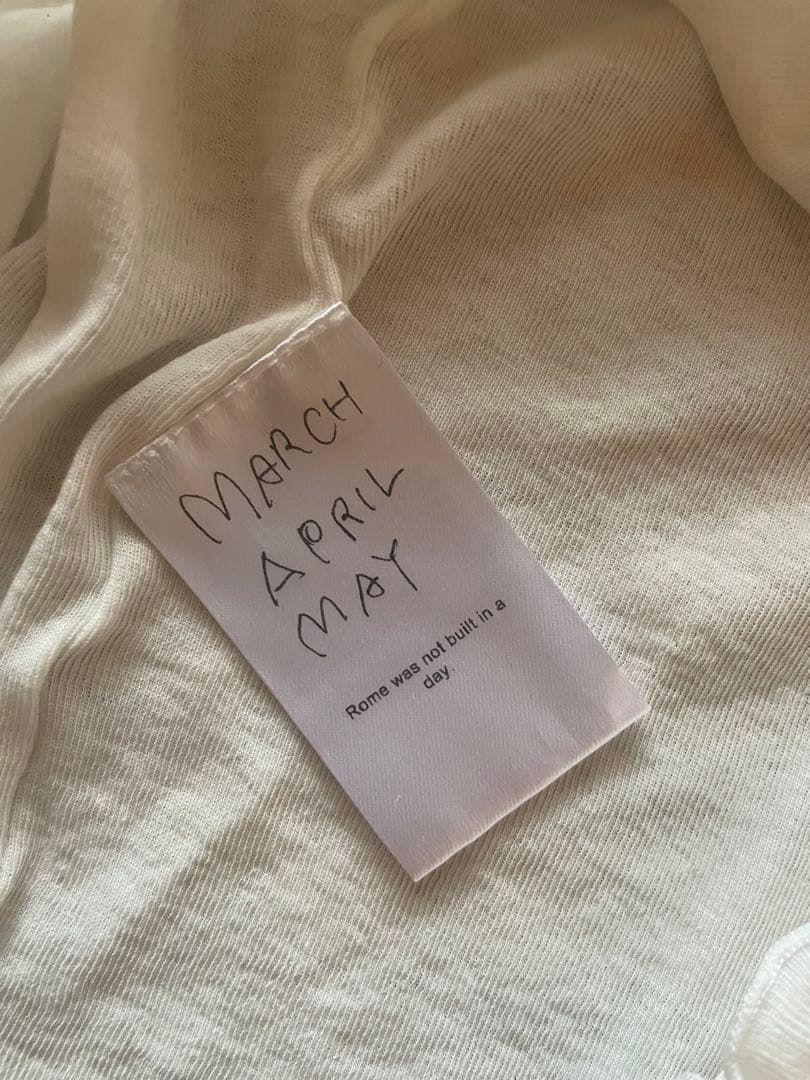 MARCH
APRIL
MAY
Rome was not built in a
day.